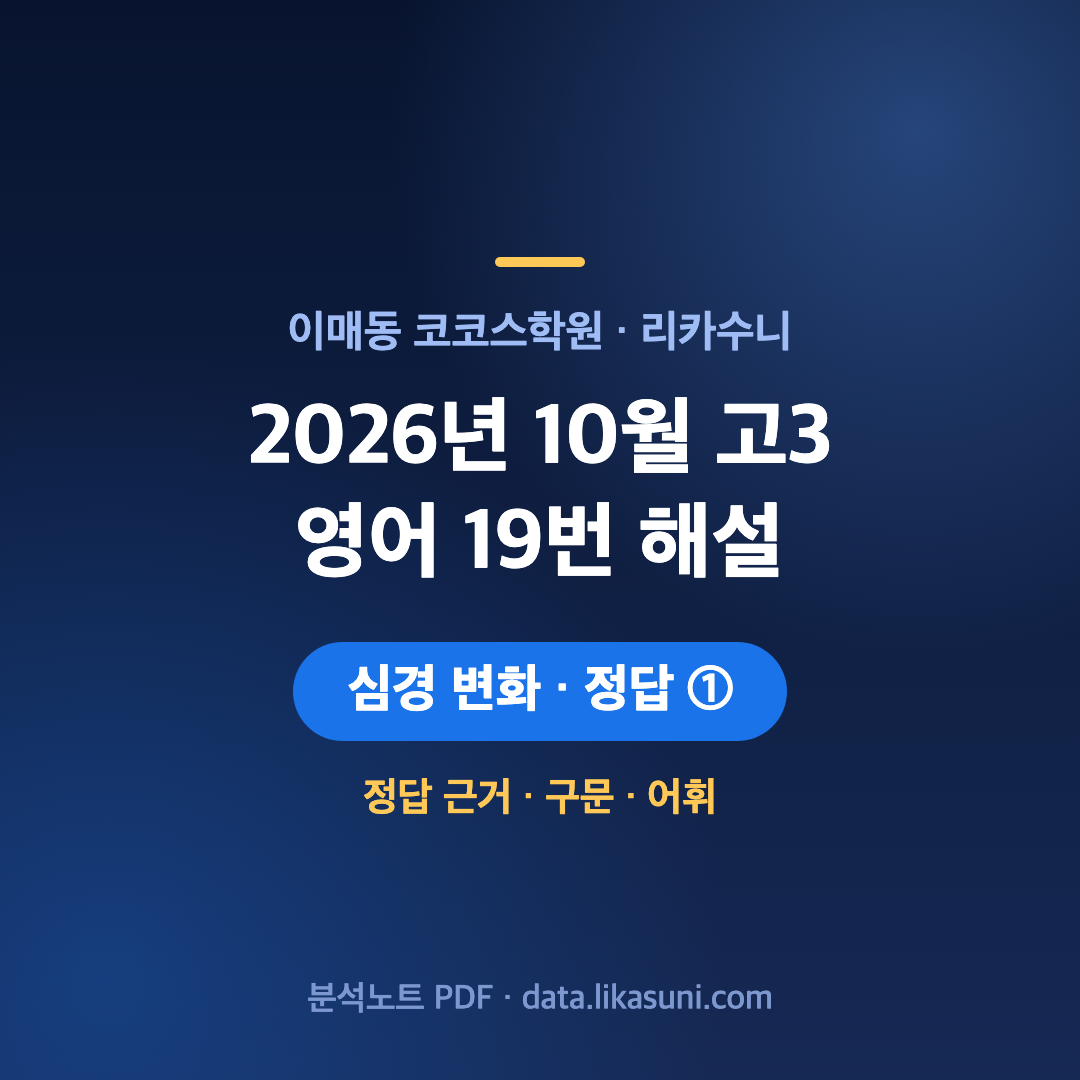 이매동 코코스학원 · 리카수니
2026년 10월 고3
영어 19번 해설
심경 변화 · 정답 ①
정답 근거 · 구문 · 어휘
분석노트 PDF · data.likasuni.com